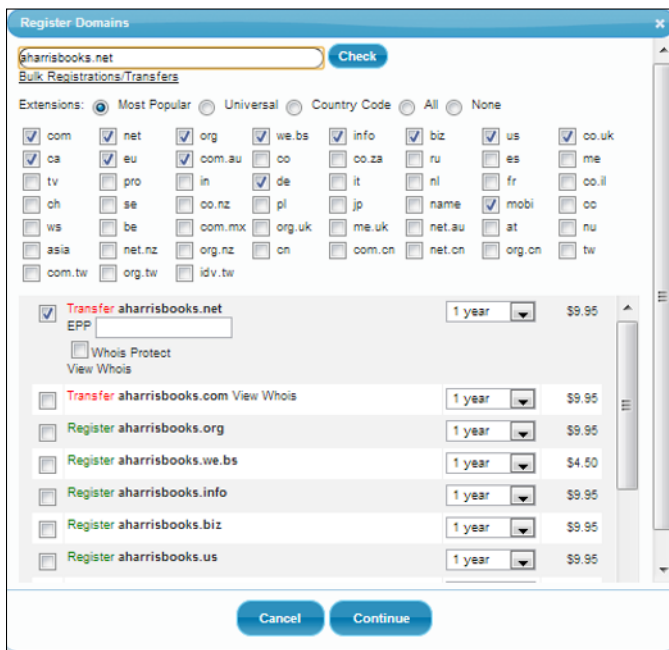 Register Domains
aharrisbooks.net Check
Bulk Registrations/Transfers
Extensions: Most Popular Universal Country Code All None
com net org we.bs info biz us co.uk
ca eu com.au co co.za ru es me
tv pro in de it nl fr co.il
ch se co.nz pl jp name mobi cc
ws be com.mx org.uk me.uk net.au at nu
asia net.nz org.nz cn com.cn net.cn org.cn tw
com.tw org.tw idv.tw
Transfer aharrisbooks.net 1 year $9.95
EPP
Whois Protect
View Whois
Transfer aharrisbooks.com View Whois 1 year $9.95
Register aharrisbooks.org 1 year $9.95
Register aharrisbooks.we.bs 1 year $4.50
Register aharrisbooks.info 1 year $9.95
Register aharrisbooks.biz 1 year $9.95
Register aharrisbooks.us 1 year $9.95
Cancel Continue